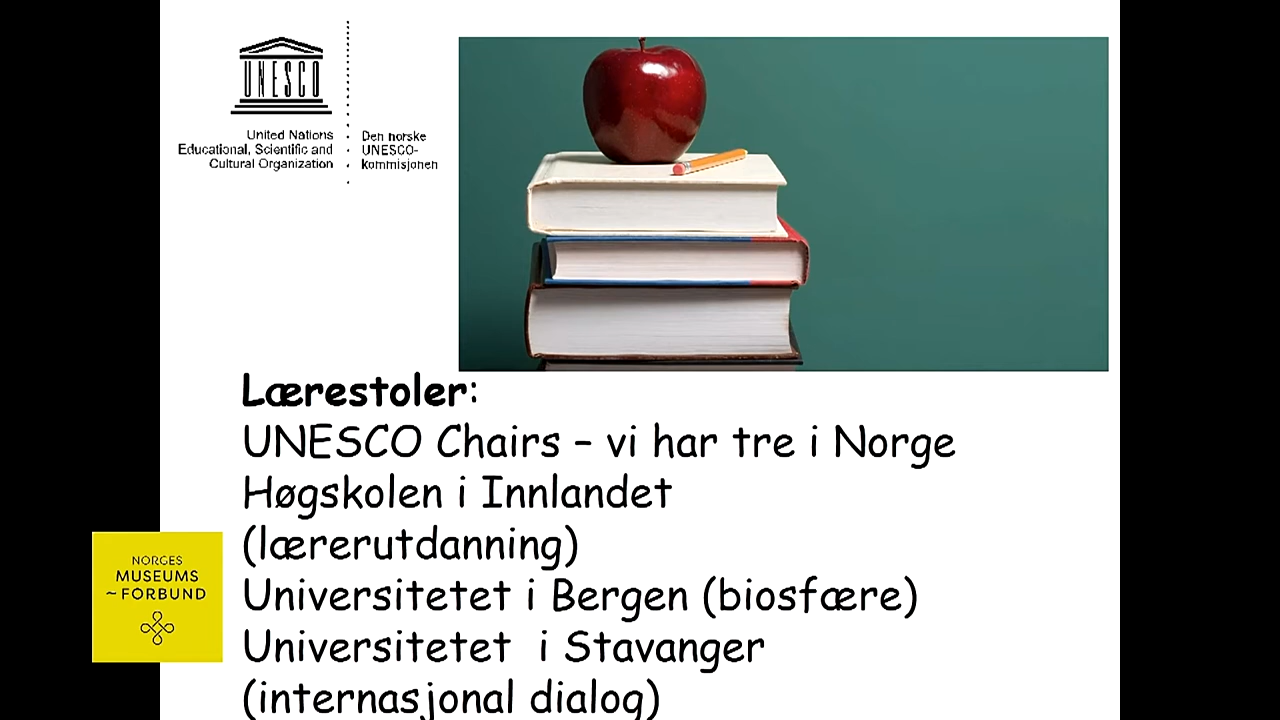 UNESCO
United Nations
Educational, Scientific and
Cultural Organization
Den norske
UNESCO-
kommisjonen
Lærestoler:
UNESCO Chairs – vi har tre i Norge
Høgskolen i Innlandet
(lærerutdanning)
Universitetet i Bergen (biosfære)
Universitetet i Stavanger
(internasjonal dialog)
NORGES
MUSEUMS
~FORBUND